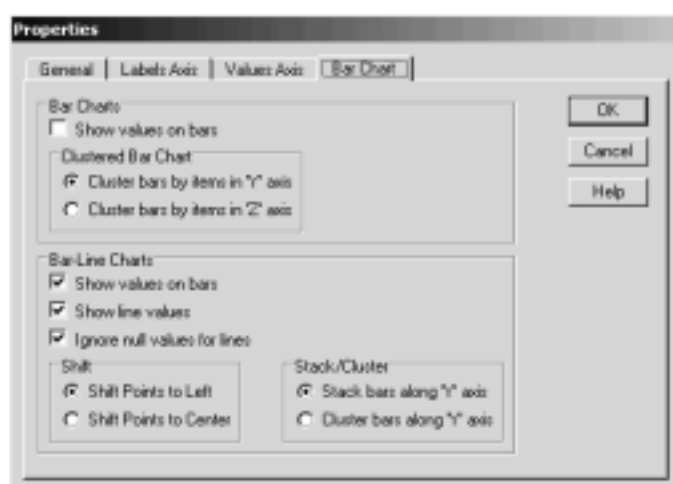 Properties
General Labels Axis Values Axis Bar Chart
Bar Charts
Show values on bars
Clustered Bar Chart
Cluster bars by items in "Y" axis
Cluster bars by items in 'Z' axis
OK
Cancel
Help
Bar-Line Charts
Show values on bars
Show line values
Ignore null values for lines
Shift
Shift Points to Left
Shift Points to Center
Stack/Cluster
Stack bars along "Y" axis
Cluster bars along "Y" axis